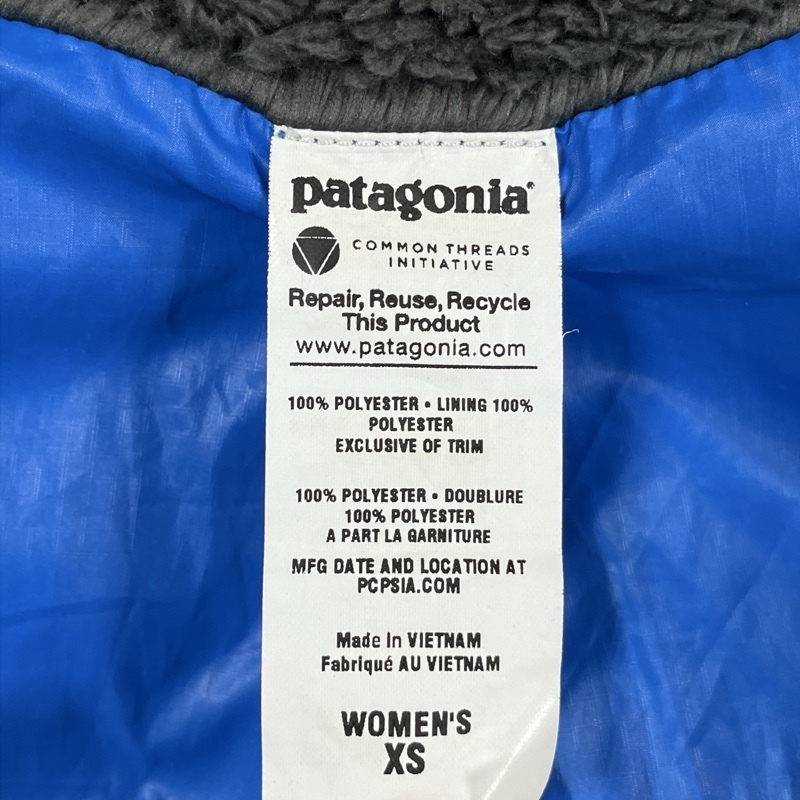 patagonia®
COMMON THREADS
INITIATIVE
Repair, Reuse, Recycle
This Product
www.patagonia.com
100% POLYESTER • LINING 100%
POLYESTER
EXCLUSIVE OF TRIM
100% POLYESTER • DOUBLURE
100% POLYESTER
A PART LA GARNITURE
MFG DATE AND LOCATION AT
PCPSIA.COM
Made in VIETNAM
Fabriqué AU VIETNAM
WOMEN'S
XS